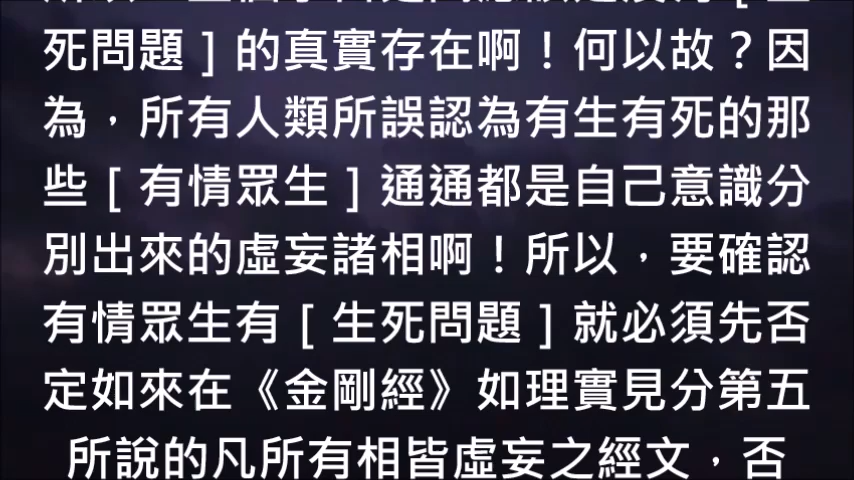 死問題 ] 的真實存在啊！何以故？因
為，所有人類所誤認為有生有死的那
些 [ 有情眾生 ] 通通都是自己意識分
別出來的虛妄諸相啊！所以，要確認
有情眾生有 [ 生死問題 ] 就必須先否
定如來在《金剛經》如理實見分第五
所說的凡所有相皆虛妄之經文，否